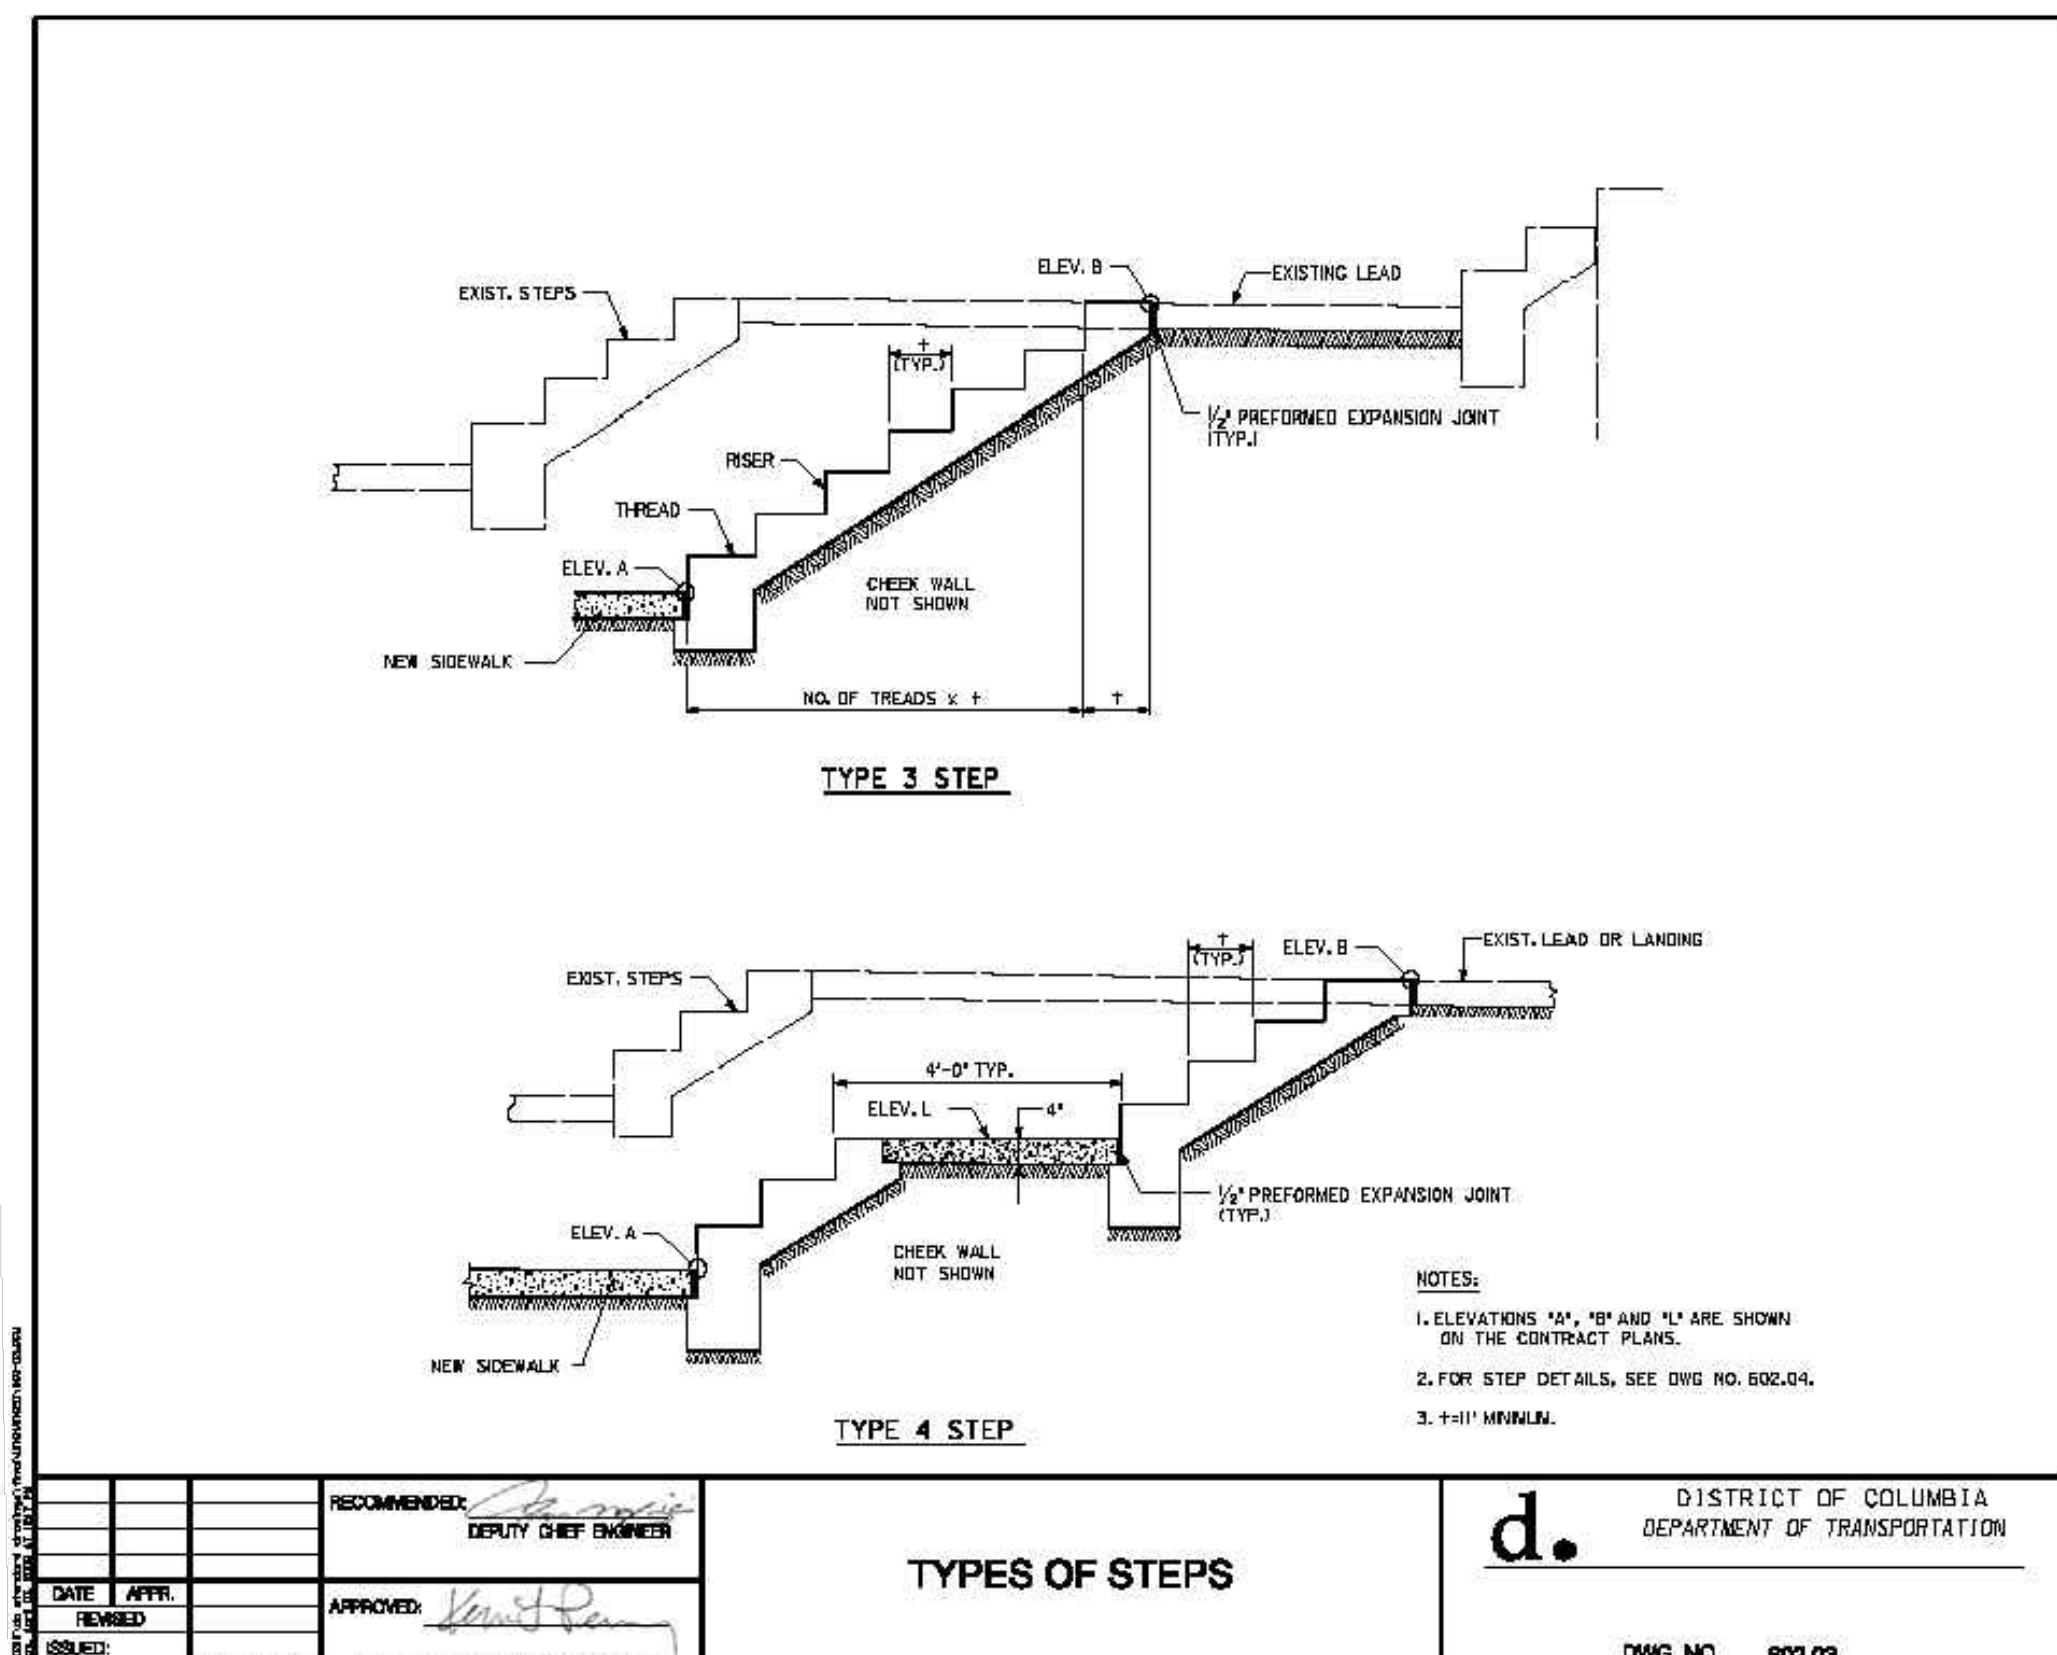 ELEV. B
EXISTING LEAD
EXIST. STEPS
t
(TYP.)
1/2" PREFORMED EXPANSION JOINT
(TYP.)
RISER
THREAD
ELEV. A
CHEEK WALL
NOT SHOWN
NEW SIDEWALK
NO. OF TREADS x t
t
TYPE 3 STEP
t
(TYP.)
ELEV. B
EXIST. LEAD OR LANDING
EXIST. STEPS
4'-0" TYP.
ELEV. L
4"
1/2" PREFORMED EXPANSION JOINT
(TYP.)
ELEV. A
CHEEK WALL
NOT SHOWN
NEW SIDEWALK
TYPE 4 STEP
NOTES:
1. ELEVATIONS "A", "B" AND "L" ARE SHOWN
ON THE CONTRACT PLANS.
2. FOR STEP DETAILS, SEE DWG NO. 602.04.
3. t=11" MINIMUM.
RECOMMENDED:
DEPUTY CHIEF ENGINEER
APPROVED:
DATE APPR.
REVISED
ISSUED:
TYPES OF STEPS
d.
DISTRICT OF COLUMBIA
DEPARTMENT OF TRANSPORTATION
DWG. NO. 602.03